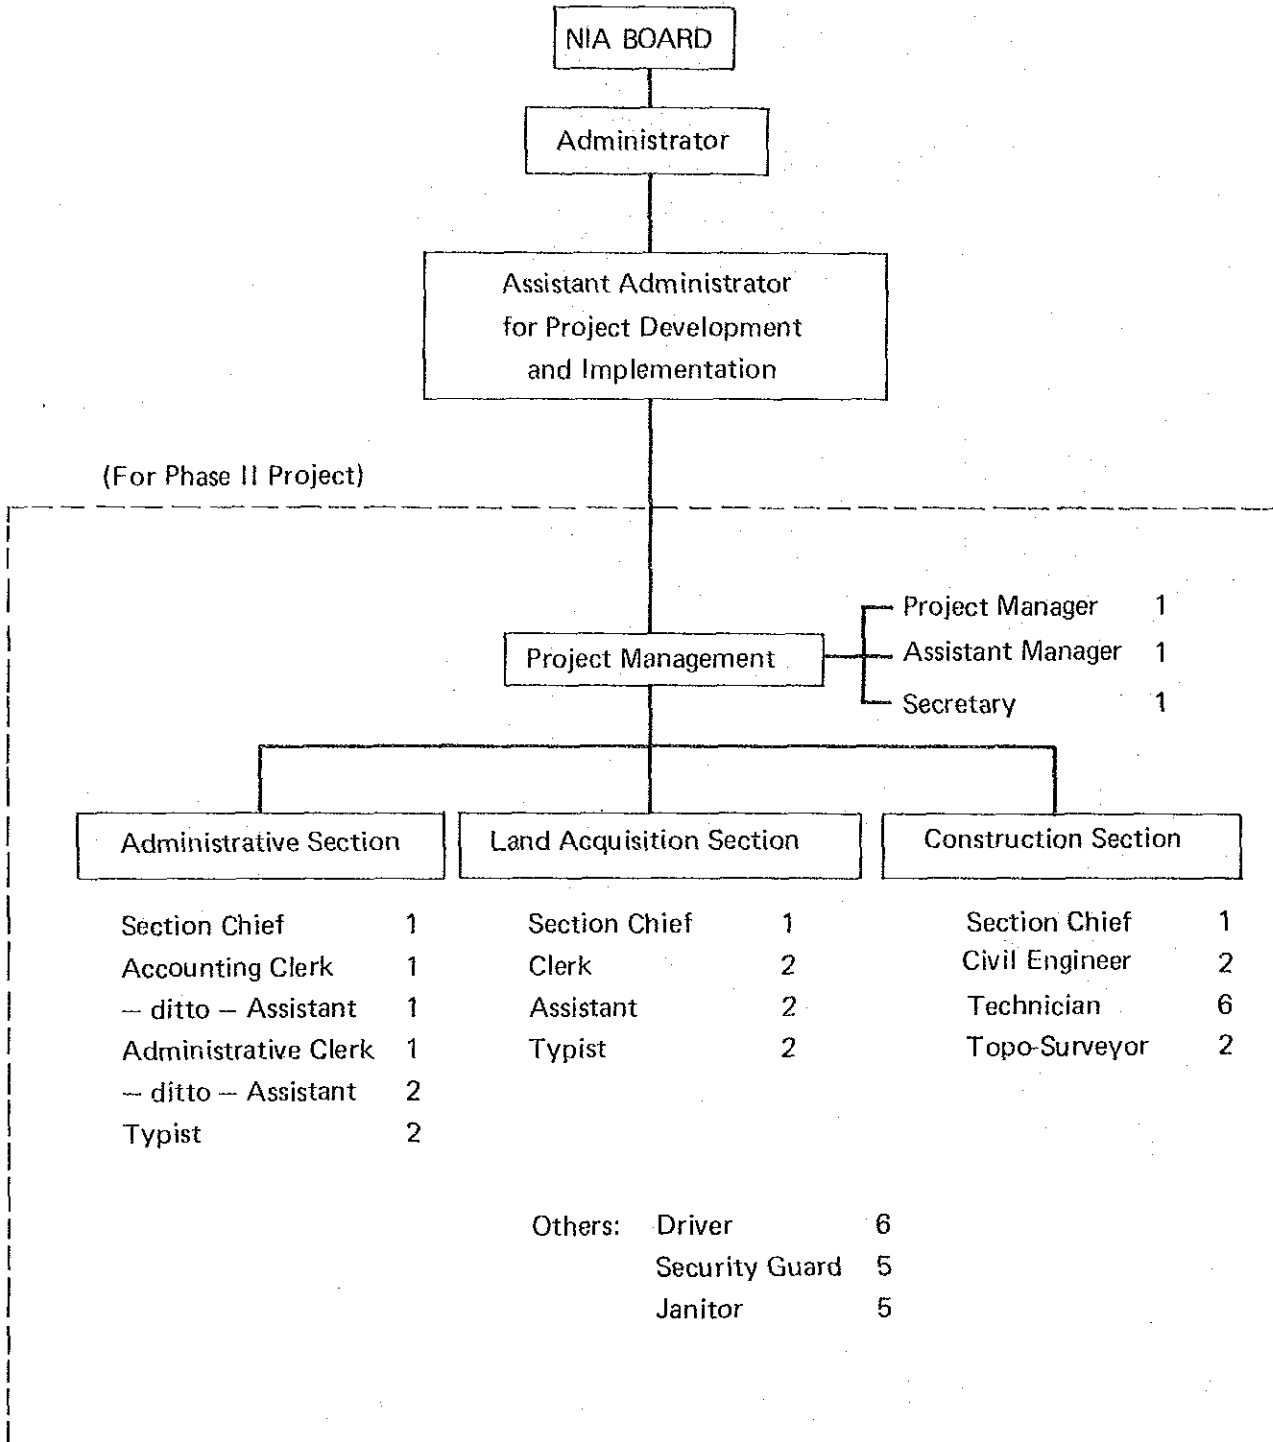 NIA BOARD
Administrator
Assistant Administrator
for Project Development
and Implementation
(For Phase II Project)
Project Management
Project Manager 1
Assistant Manager 1
Secretary 1
Administrative Section
Section Chief 1
Accounting Clerk 1
— ditto — Assistant 1
Administrative Clerk 1
— ditto — Assistant 2
Typist 2
Land Acquisition Section
Section Chief 1
Clerk 2
Assistant 2
Typist 2
Construction Section
Section Chief 1
Civil Engineer 2
Technician 6
Topo-Surveyor 2
Others: Driver 6
Security Guard 5
Janitor 5